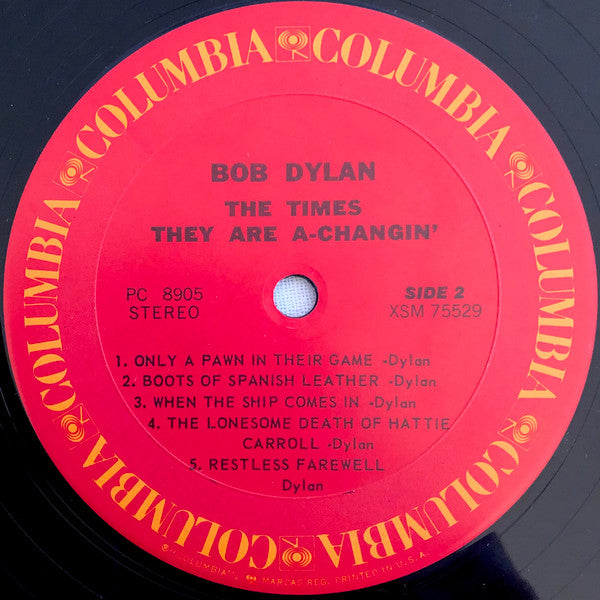 COLUMBIA COLUMBIA COLUMBIA COLUMBIA COLUMBIA COLUMBIA
BOB DYLAN
THE TIMES
THEY ARE A-CHANGIN'
PC 8905
STEREO
SIDE 2
XSM 75529
1. ONLY A PAWN IN THEIR GAME -Dylan
2. BOOTS OF SPANISH LEATHER -Dylan
3. WHEN THE SHIP COMES IN -Dylan
4. THE LONESOME DEATH OF HATTIE
CARROLL -Dylan
5. RESTLESS FAREWELL
Dylan
"COLUMBIA", MARCAS REG. PRINTED IN U.S.A.